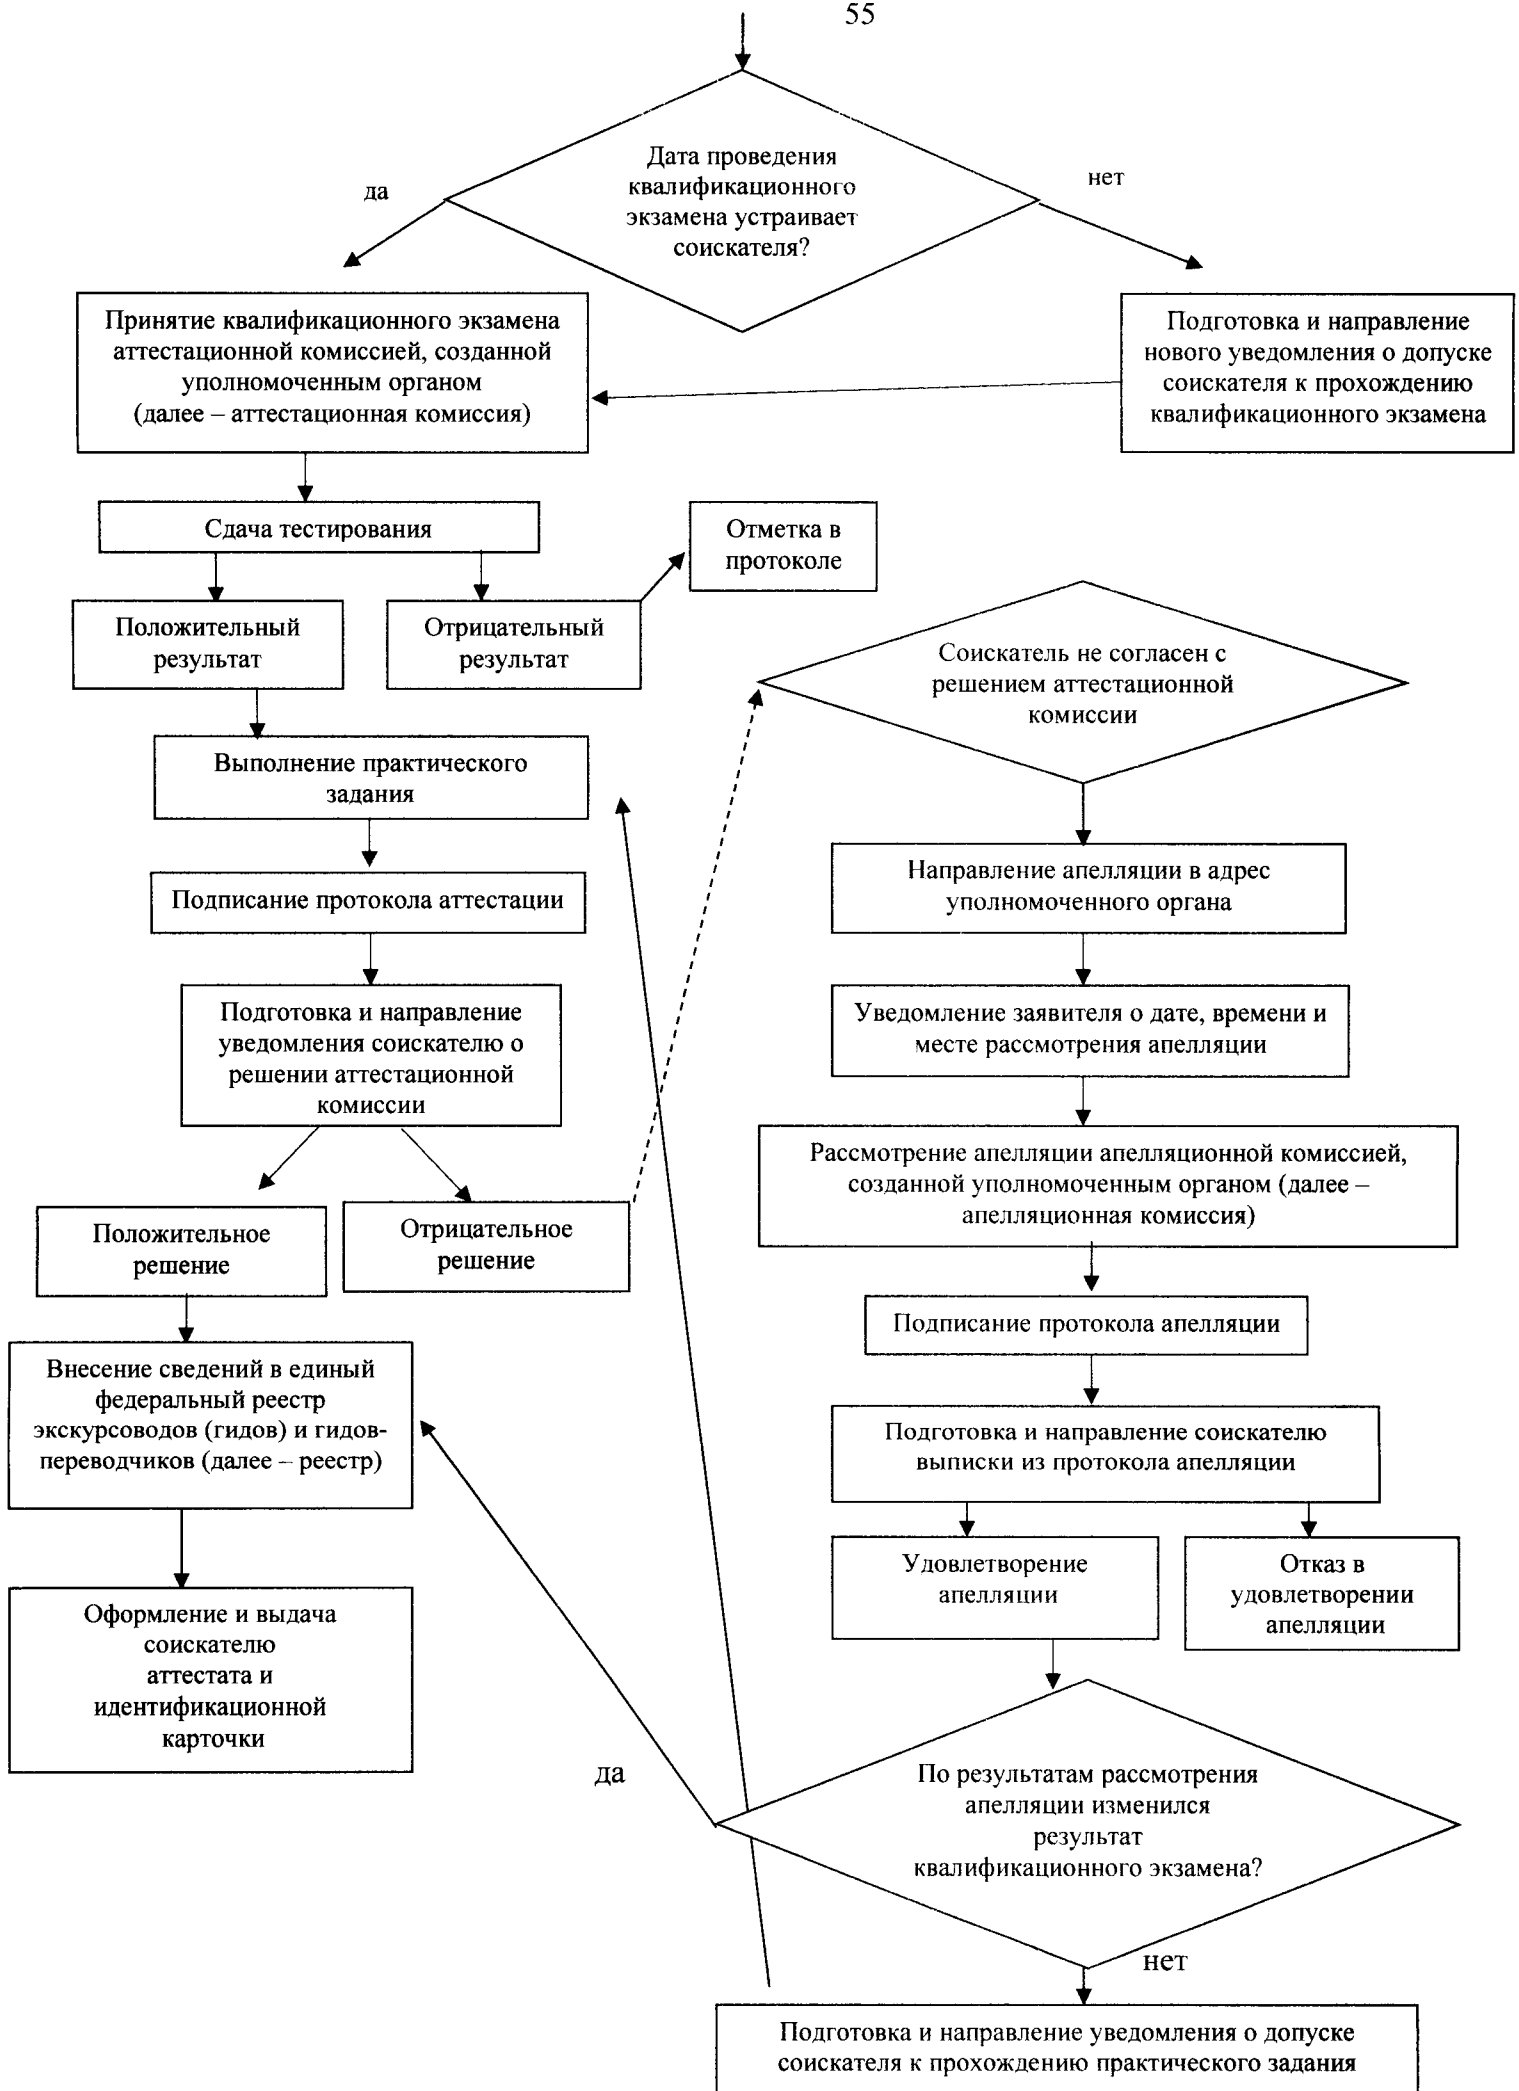 55
Дата проведения
квалификационного
экзамена устраивает
соискателя?
да
нет
Принятие квалификационного экзамена
аттестационной комиссией, созданной
уполномоченным органом
(далее – аттестационная комиссия)
Подготовка и направление
нового уведомления о допуске
соискателя к прохождению
квалификационного экзамена
Сдача тестирования
Отметка в
протоколе
Положительный
результат
Отрицательный
результат
Соискатель не согласен с
решением аттестационной
комиссии
Выполнение практического
задания
Направление апелляции в адрес
уполномоченного органа
Подписание протокола аттестации
Уведомление заявителя о дате, времени и
месте рассмотрения апелляции
Подготовка и направление
уведомления соискателю о
решении аттестационной
комиссии
Рассмотрение апелляции апелляционной комиссией,
созданной уполномоченным органом (далее –
апелляционная комиссия)
Положительное
решение
Отрицательное
решение
Подписание протокола апелляции
Внесение сведений в единый
федеральный реестр
экскурсоводов (гидов) и гидов-
переводчиков (далее – реестр)
Подготовка и направление соискателю
выписки из протокола апелляции
Удовлетворение
апелляции
Отказ в
удовлетворении
апелляции
Оформление и выдача
соискателю
аттестата и
идентификационной
карточки
да
По результатам рассмотрения
апелляции изменился
результат
квалификационного экзамена?
нет
Подготовка и направление уведомления о допуске
соискателя к прохождению практического задания